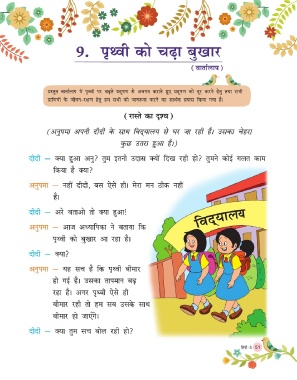 9. पृथ्वी को चढ़ा बुखार
(वार्तालाप)
प्रस्तुत वार्तालाप में पृथ्वी पर बढ़ते प्रदूषण से अवगत कराते हुए प्रदूषण को दूर करने हेतु तथा सभी
प्राणियों के जीवन-रक्षण हेतु हम सभी को जागरूक करने का सार्थक प्रयास किया गया है।
(रास्ते का दृश्य)
(अनुपमा अपनी दीदी के साथ विद्यालय से घर जा रही है। उसका चेहरा
कुछ उतरा हुआ है।)
दीदी – क्या हुआ अनु? तुम इतनी उदास क्यों दिख रही हो? तुमने कोई गलत काम
किया है क्या?
अनुपमा – नहीं दीदी, बस ऐसे ही। मेरा मन ठीक नहीं
है।
दीदी – अरे बताओ तो क्या हुआ!
अनुपमा – आज अध्यापिका ने बताया कि
पृथ्वी को बुखार आ रहा है।
दीदी – क्या?
अनुपमा – यह सच है कि पृथ्वी बीमार
हो गई है। उसका तापमान बढ़
रहा है। अगर पृथ्वी ऐसे ही
बीमार रही तो हम सब उसके साथ
बीमार हो जाएँगे।
दीदी – क्या तुम सच बोल रही हो?
विद्यालय
हिंदी-5 51